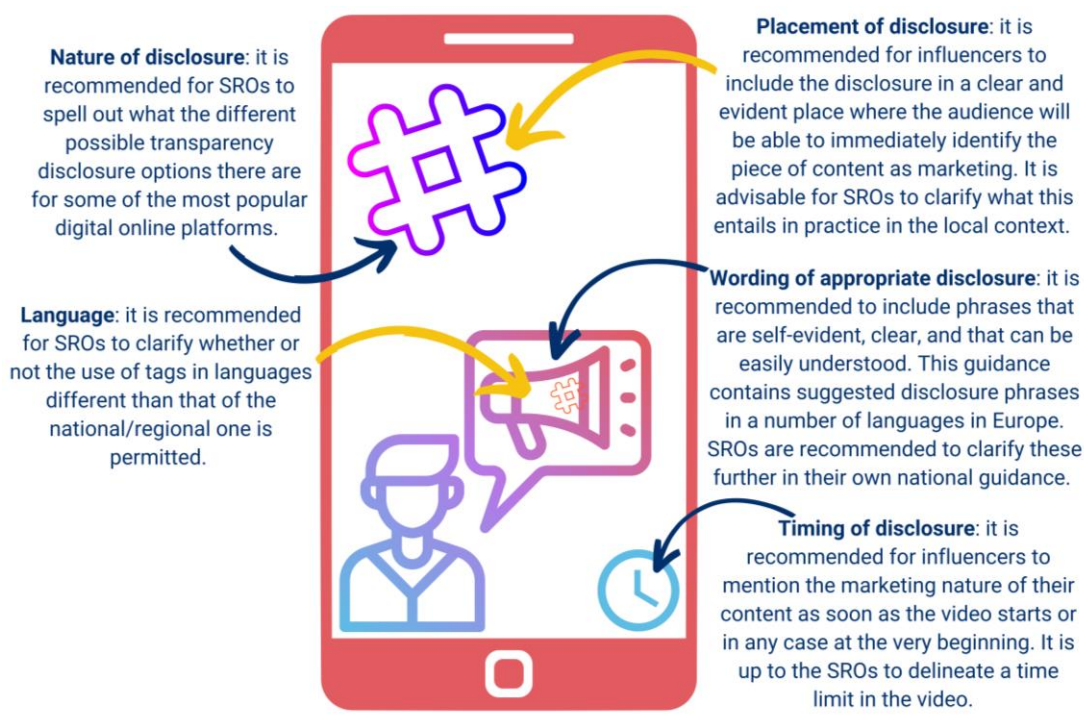 Nature of disclosure: it is
recommended for SROs to
spell out what the different
possible transparency
disclosure options there are
for some of the most popular
digital online platforms.
Language: it is recommended
for SROs to clarify whether or
not the use of tags in languages
different than that of the
national/regional one is
permitted.
Placement of disclosure: it is
recommended for influencers to
include the disclosure in a clear and
evident place where the audience will
be able to immediately identify the
piece of content as marketing. It is
advisable for SROs to clarify what this
entails in practice in the local context.
Wording of appropriate disclosure: it is
recommended to include phrases that
are self-evident, clear, and that can be
easily understood. This guidance
contains suggested disclosure phrases
in a number of languages in Europe.
SROs are recommended to clarify these
further in their own national guidance.
Timing of disclosure: it is
recommended for influencers to
mention the marketing nature of their
content as soon as the video starts or
in any case at the very beginning. It is
up to the SROs to delineate a time
limit in the video.